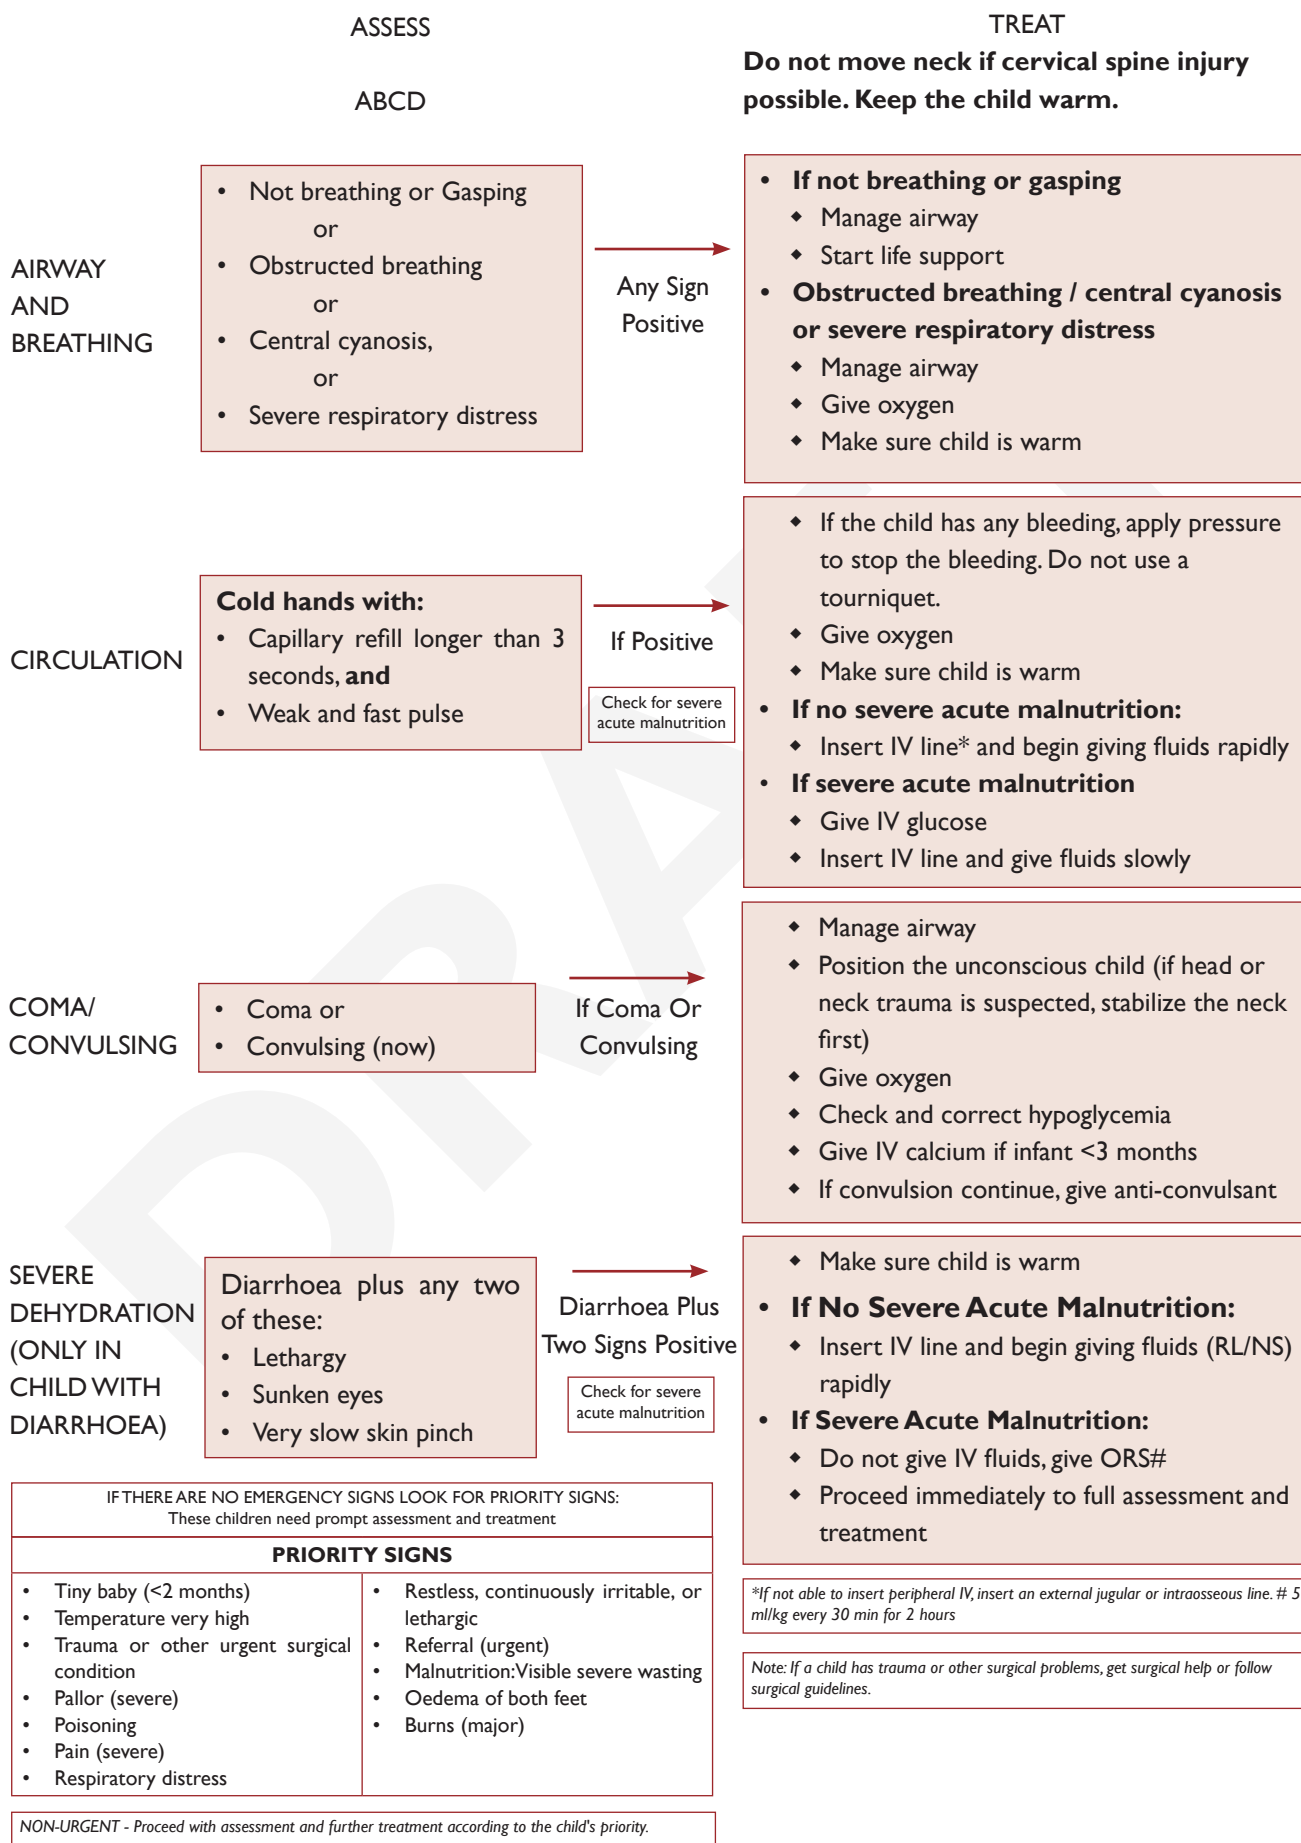 ASSESS
TREAT
Do not move neck if cervical spine injury
possible. Keep the child warm.
ABCD
AIRWAY
AND
BREATHING
• Not breathing or Gasping
or
• Obstructed breathing
or
• Central cyanosis,
or
• Severe respiratory distress
Any Sign
Positive
• If not breathing or gasping
◆ Manage airway
◆ Start life support
• Obstructed breathing / central cyanosis
or severe respiratory distress
◆ Manage airway
◆ Give oxygen
◆ Make sure child is warm
CIRCULATION
Cold hands with:
• Capillary refill longer than 3
seconds, and
• Weak and fast pulse
If Positive
Check for severe
acute malnutrition
◆ If the child has any bleeding, apply pressure
to stop the bleeding. Do not use a
tourniquet.
◆ Give oxygen
◆ Make sure child is warm
• If no severe acute malnutrition:
◆ Insert IV line* and begin giving fluids rapidly
• If severe acute malnutrition
◆ Give IV glucose
◆ Insert IV line and give fluids slowly
COMA/
CONVULSING
• Coma or
• Convulsing (now)
If Coma Or
Convulsing
◆ Manage airway
◆ Position the unconscious child (if head or
neck trauma is suspected, stabilize the neck
first)
◆ Give oxygen
◆ Check and correct hypoglycemia
◆ Give IV calcium if infant <3 months
◆ If convulsion continue, give anti-convulsant
SEVERE
DEHYDRATION
(ONLY IN
CHILD WITH
DIARRHOEA)
Diarrhoea plus any two
of these:
• Lethargy
• Sunken eyes
• Very slow skin pinch
Diarrhoea Plus
Two Signs Positive
Check for severe
acute malnutrition
◆ Make sure child is warm
• If No Severe Acute Malnutrition:
◆ Insert IV line and begin giving fluids (RL/NS)
rapidly
• If Severe Acute Malnutrition:
◆ Do not give IV fluids, give ORS#
◆ Proceed immediately to full assessment and
treatment
IF THERE ARE NO EMERGENCY SIGNS LOOK FOR PRIORITY SIGNS:
These children need prompt assessment and treatment
PRIORITY SIGNS
• Tiny baby (<2 months)
• Temperature very high
• Trauma or other urgent surgical
condition
• Pallor (severe)
• Poisoning
• Pain (severe)
• Respiratory distress
• Restless, continuously irritable, or
lethargic
• Referral (urgent)
• Malnutrition: Visible severe wasting
• Oedema of both feet
• Burns (major)
*If not able to insert peripheral IV, insert an external jugular or intraosseous line. # 5
ml/kg every 30 min for 2 hours
Note: If a child has trauma or other surgical problems, get surgical help or follow
surgical guidelines.
NON-URGENT - Proceed with assessment and further treatment according to the child's priority.
DRAFT